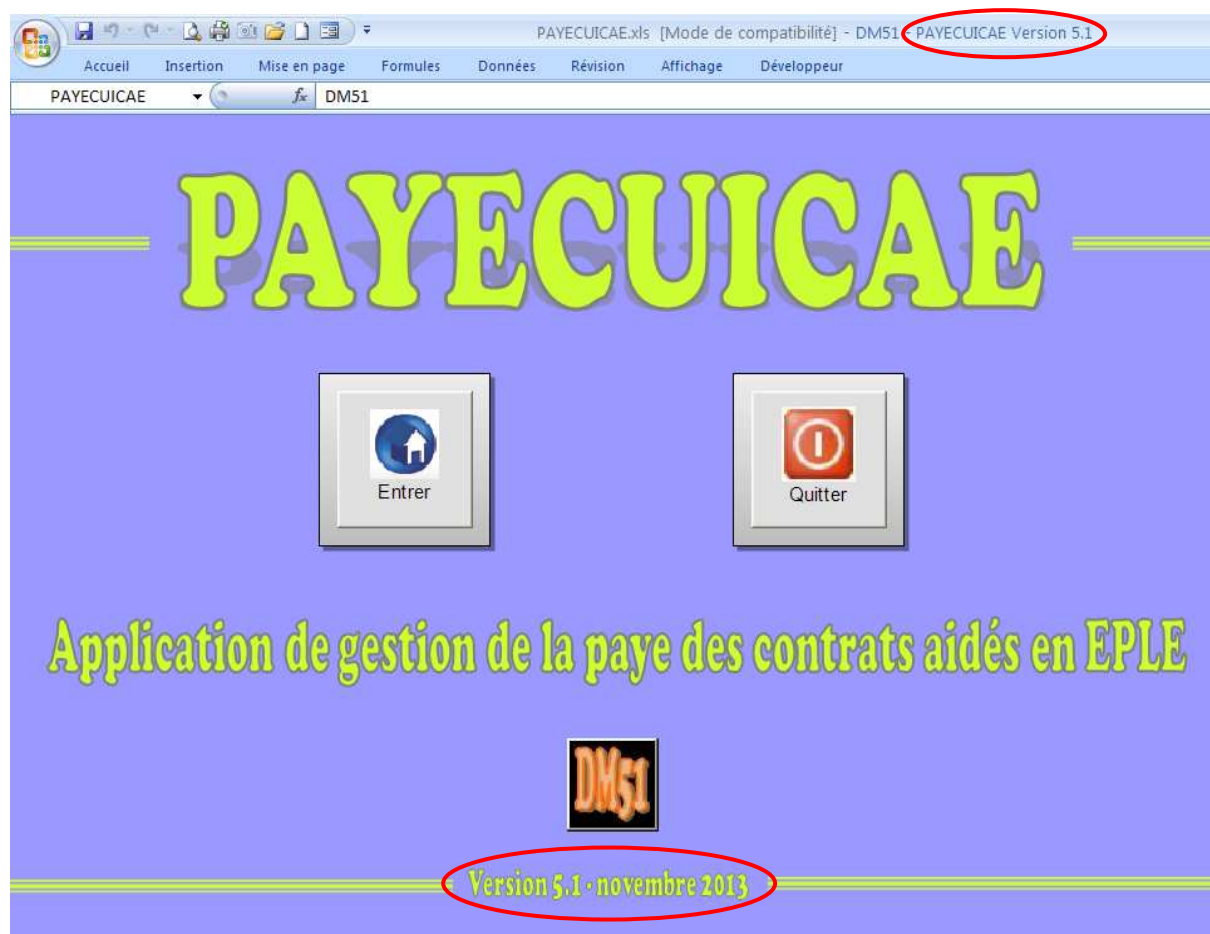 PAYECUICAE.xls [Mode de compatibilité] - DM51 - PAYECUICAE Version 5.1
Accueil Insertion Mise en page Formules Données Révision Affichage Développeur
PAYECUICAE fx DM51
PAYECUICAE
Entrer Quitter
Application de gestion de la paye des contrats aidés en EPLE
DM51
Version 5.1 - novembre 2013